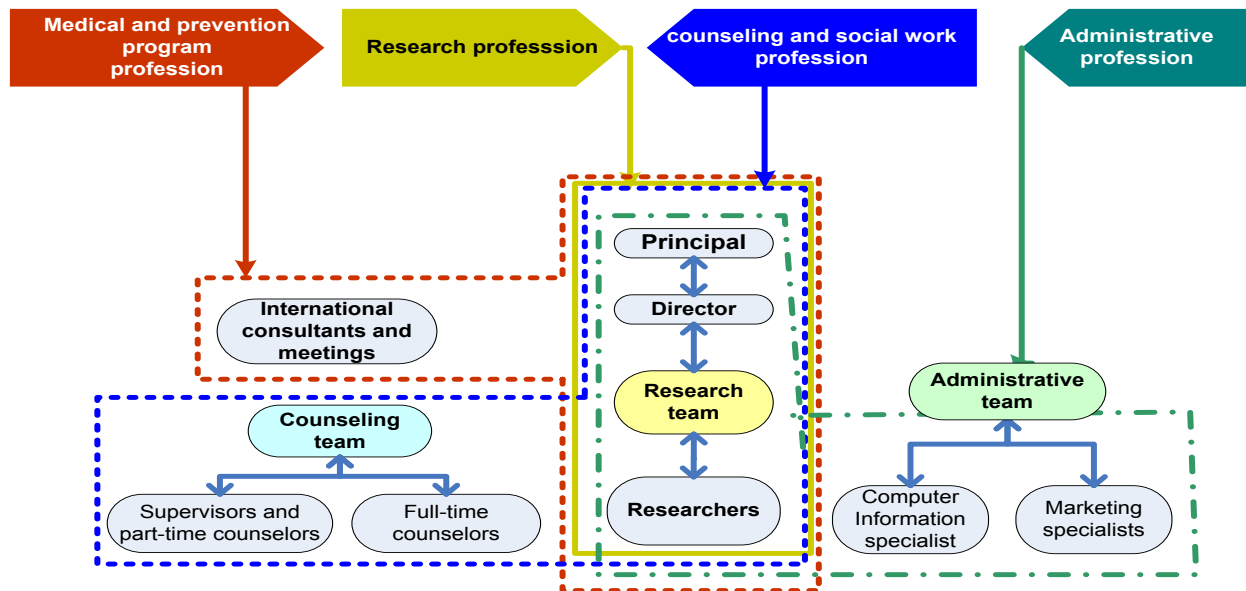 Medical and prevention
program
profession
Research professsion
counseling and social work
profession
Administrative
profession
Principal
Director
International
consultants and
meetings
Research
team
Administrative
team
Counseling
team
Researchers
Supervisors and
part-time counselors
Full-time
counselors
Computer
Information
specialist
Marketing
specialists